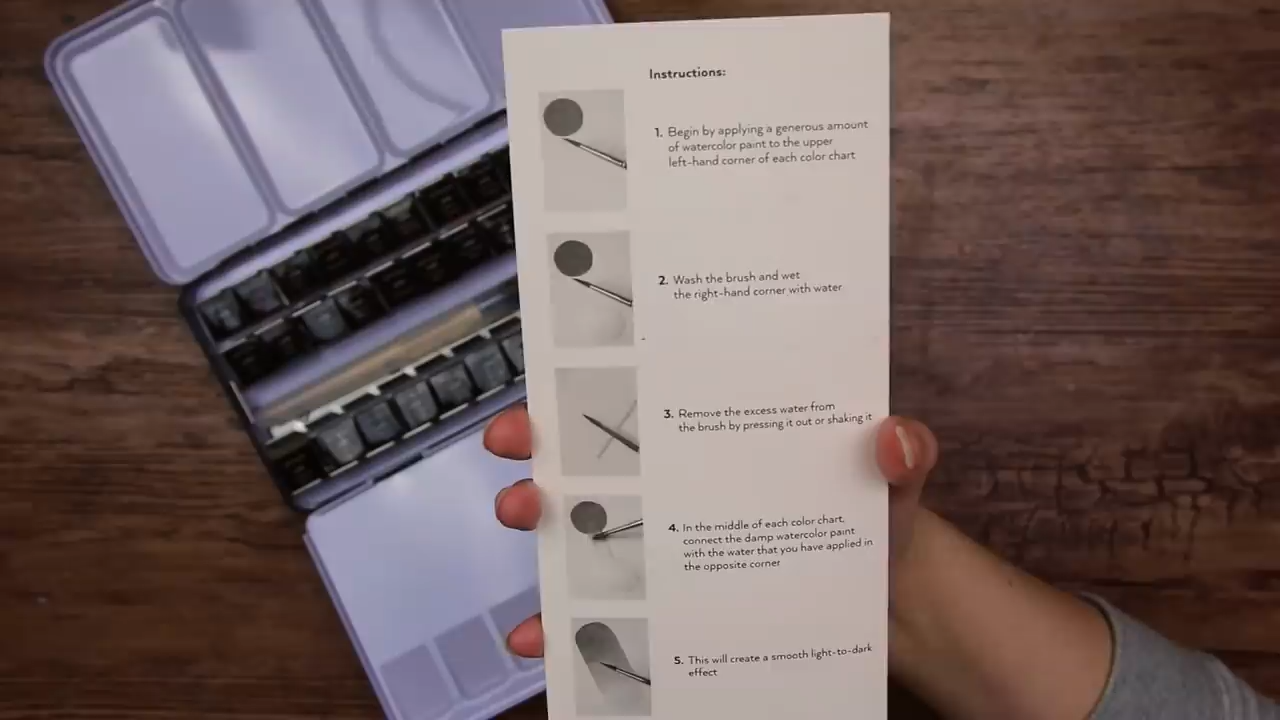 Instructions:
1. Begin by applying a generous amount
of watercolor paint to the upper
left-hand corner of each color chart
2. Wash the brush and wet
the right-hand corner with water
3. Remove the excess water from
the brush by pressing it out or shaking it
4. In the middle of each color chart,
connect the damp watercolor paint
with the water that you have applied in
the opposite corner
5. This will create a smooth light-to-dark
effect